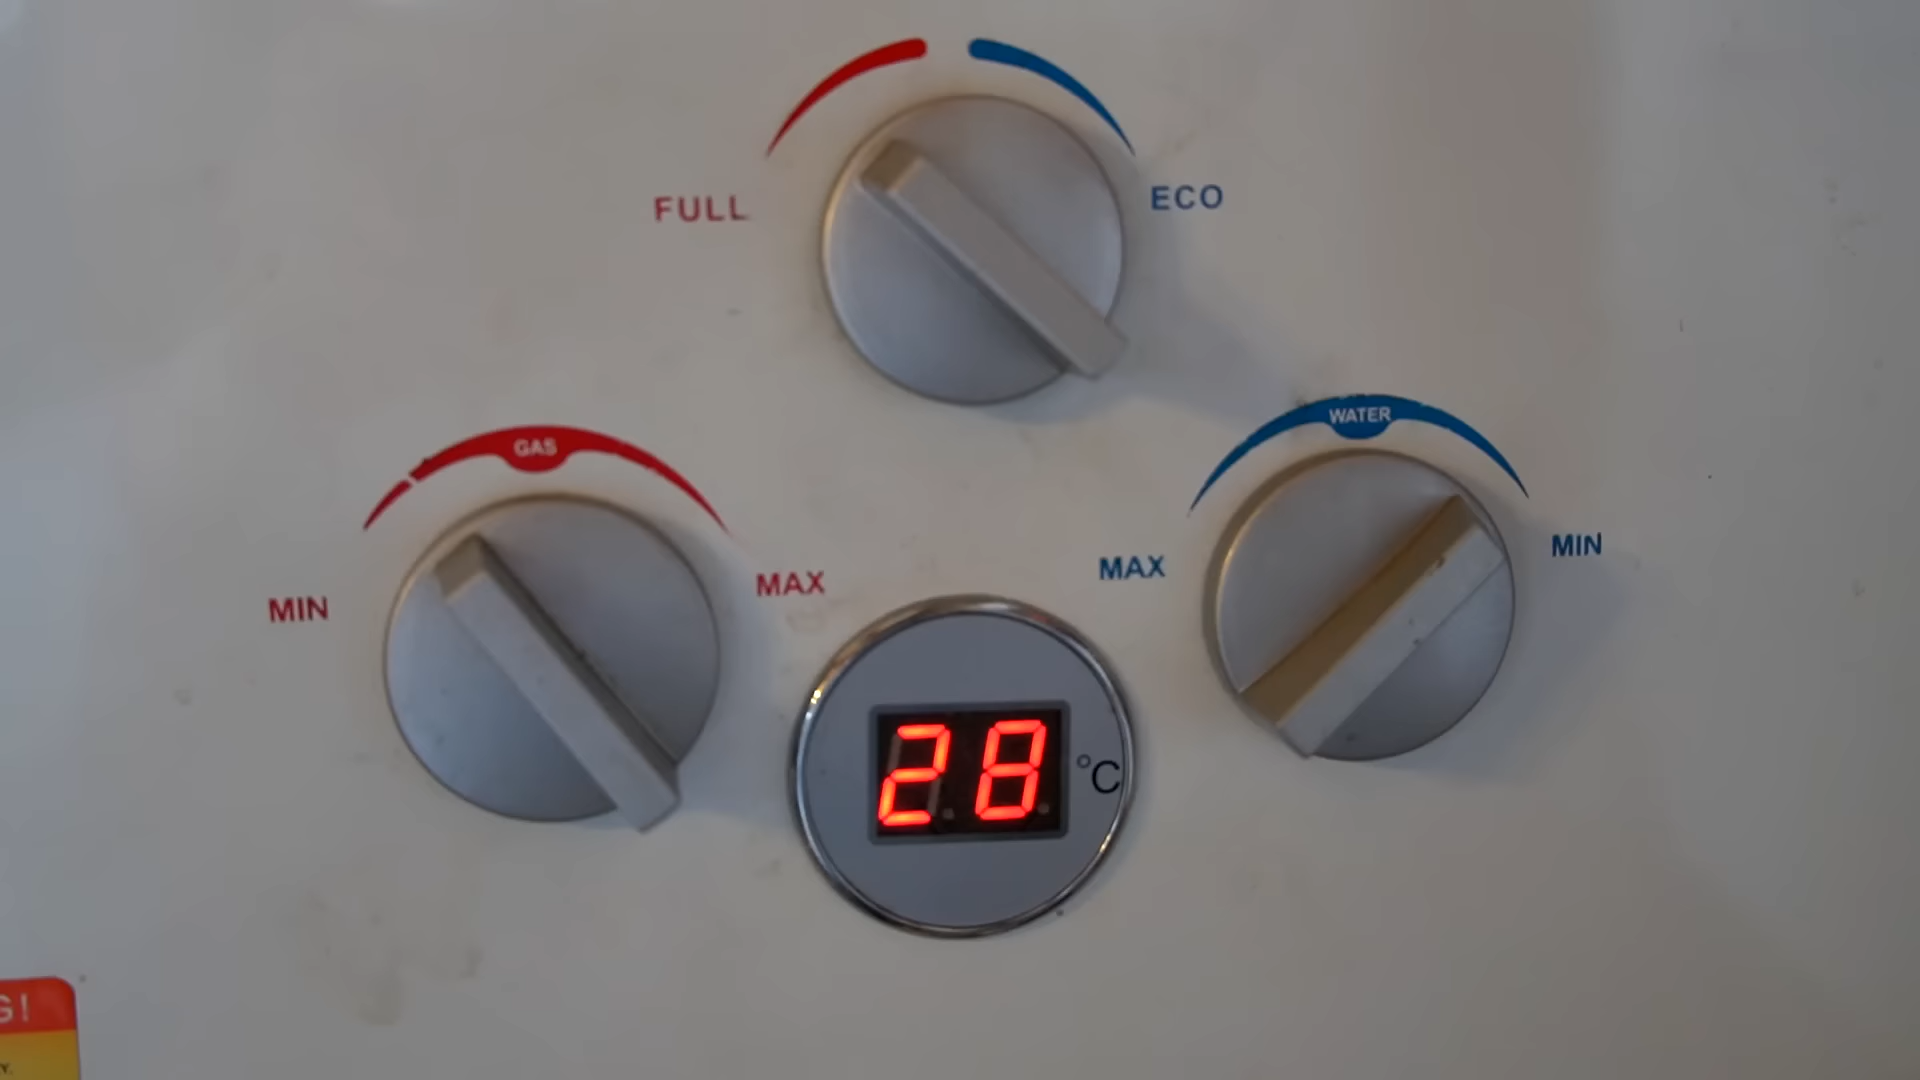 FULL
ECO
GAS
WATER
MIN
MAX
MAX
MIN
28 °C
G!
Y.